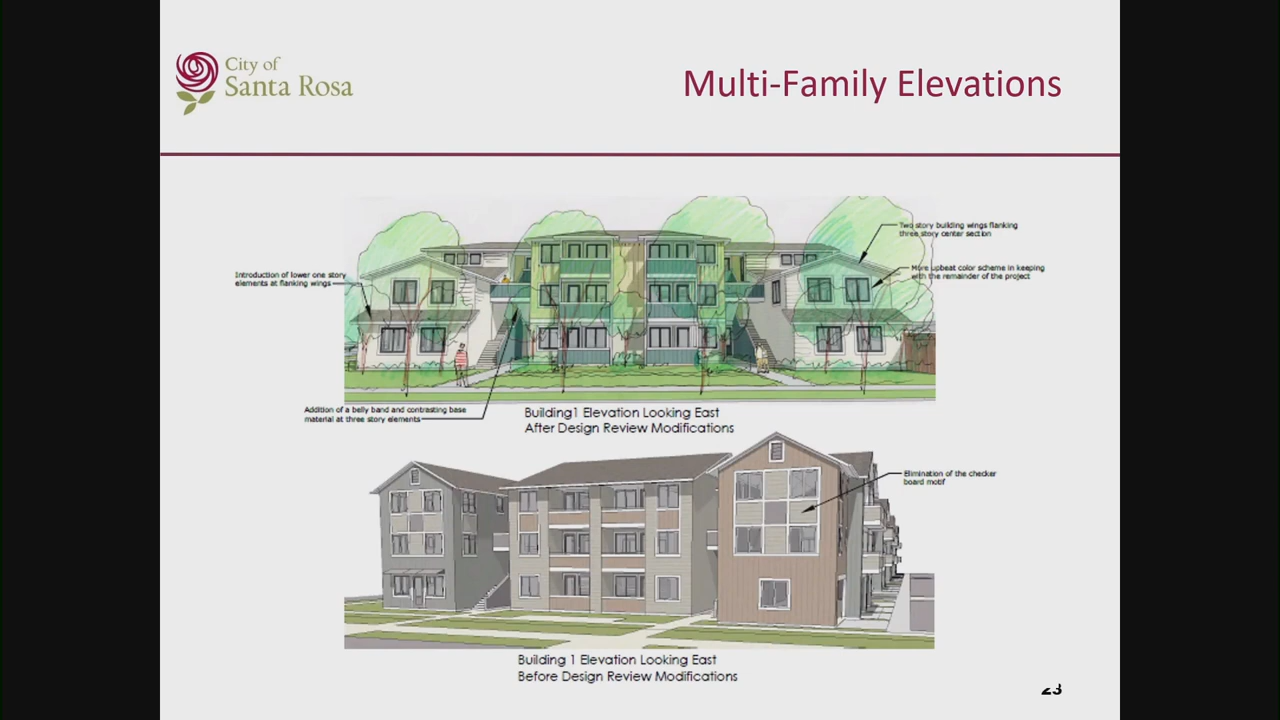 City of
Santa Rosa
Multi-Family Elevations
Two story building wings flanking
three story center section
More upbeat color scheme in keeping
with the remainder of the project
Introduction of lower one story
elements at flanking wings
Addition of a belly band and contrasting base
material at three story elements
Building1 Elevation Looking East
After Design Review Modifications
Elimination of the checker
board motif
Building 1 Elevation Looking East
Before Design Review Modifications
23